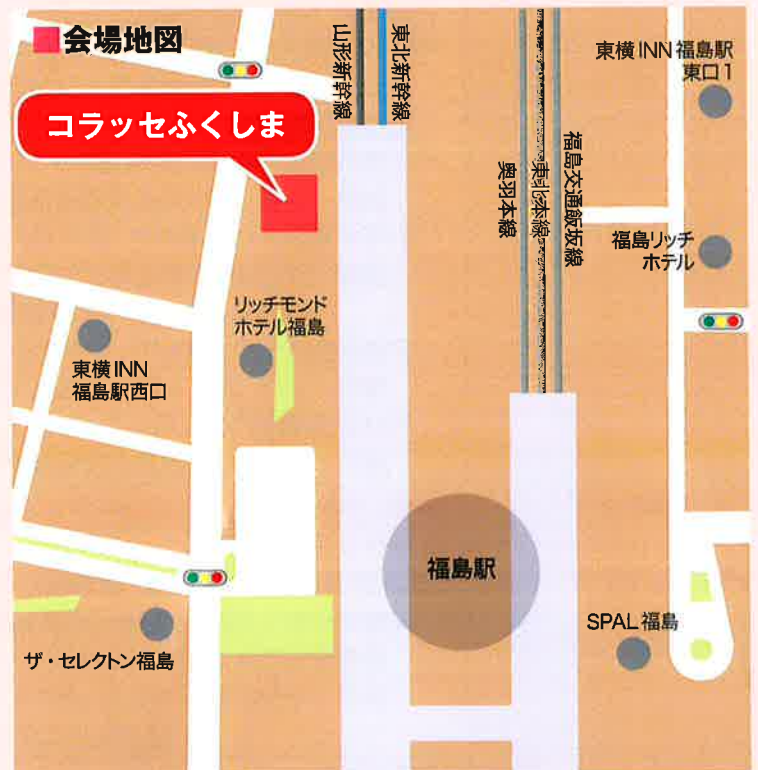 会場地図
コラッセふくしま
山形新幹線
東北新幹線
奥羽本線
東北本線
福島交通飯坂線
東横INN 福島駅
東口1
福島リッチ
ホテル
リッチモンド
ホテル福島
東横INN
福島駅西口
福島駅
SPAL福島
ザ・セレクトン福島